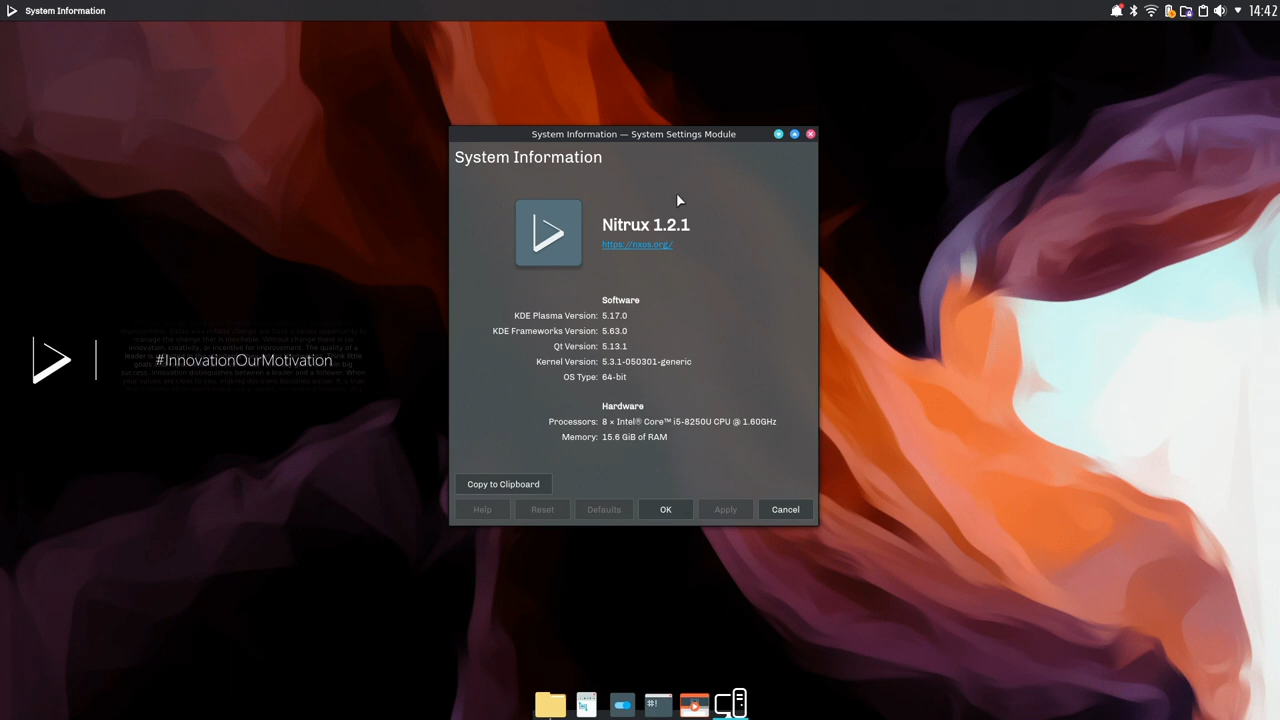 System Information
14:42
System Information — System Settings Module
System Information
Nitrux 1.2.1
https://nxos.org/
Software
KDE Plasma Version: 5.17.0
KDE Frameworks Version: 5.63.0
Qt Version: 5.13.1
Kernel Version: 5.3.1-050301-generic
OS Type: 64-bit
Hardware
Processors: 8 × Intel® Core™ i5-8250U CPU @ 1.60GHz
Memory: 15.6 GiB of RAM
Copy to Clipboard
Help Reset Defaults OK Apply Cancel
#InnovationOurMotivation
#!